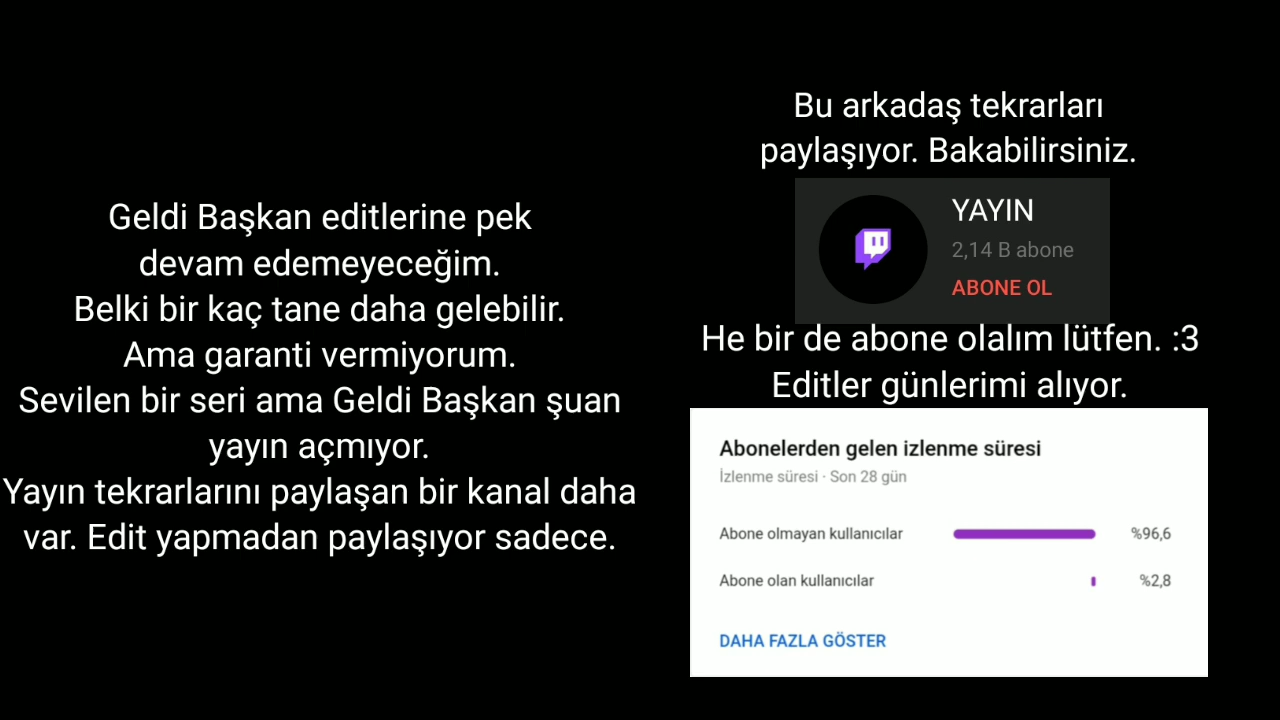 Geldi Başkan editlerine pek
devam edemeyeceğim.
Belki bir kaç tane daha gelebilir.
Ama garanti vermiyorum.
Sevilen bir seri ama Geldi Başkan şuan
yayın açmıyor.
Yayın tekrarlarını paylaşan bir kanal daha
var. Edit yapmadan paylaşıyor sadece.
Bu arkadaş tekrarları
paylaşıyor. Bakabilirsiniz.
YAYIN
2,14 B abone
ABONE OL
He bir de abone olalım lütfen. :3
Editler günlerimi alıyor.
Abonelerden gelen izlenme süresi
İzlenme süresi · Son 28 gün
Abone olmayan kullanıcılar %96,6
Abone olan kullanıcılar %2,8
DAHA FAZLA GÖSTER